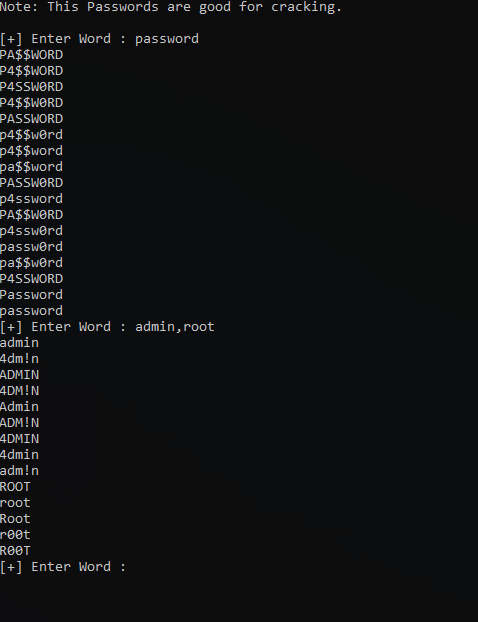 Note: This Passwords are good for cracking.
[+] Enter Word : password
PA$$WORD
P4$$WORD
P4SSW0RD
P4$$W0RD
PASSWORD
p4$$w0rd
p4$$word
pa$$word
PASSW0RD
p4ssword
PA$$W0RD
p4ssw0rd
passw0rd
pa$$w0rd
P4SSWORD
Password
password
[+] Enter Word : admin,root
admin
4dm!n
ADMIN
4DM!N
Admin
ADM!N
4DMIN
4dmin
adm!n
ROOT
root
Root
r00t
R00T
[+] Enter Word :